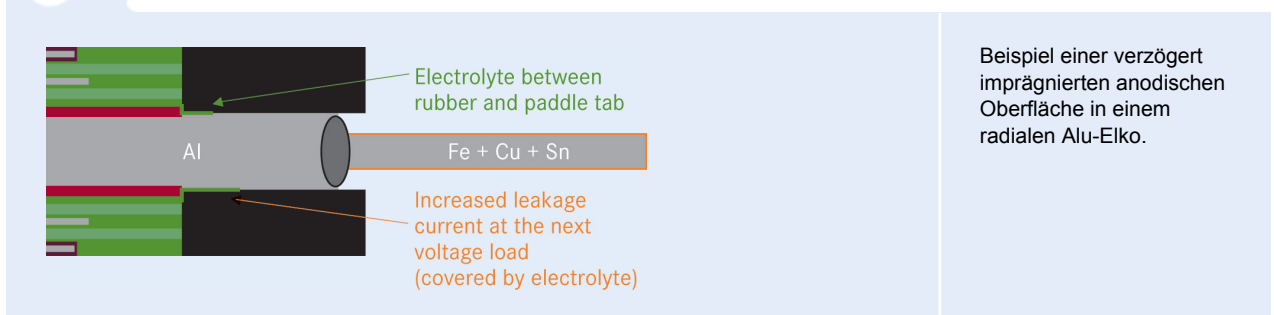 Electrolyte between
rubber and paddle tab
Al
Fe + Cu + Sn
Increased leakage
current at the next
voltage load
(covered by electrolyte)
Beispiel einer verzögert
imprägnierten anodischen
Oberfläche in einem
radialen Alu-Elko.